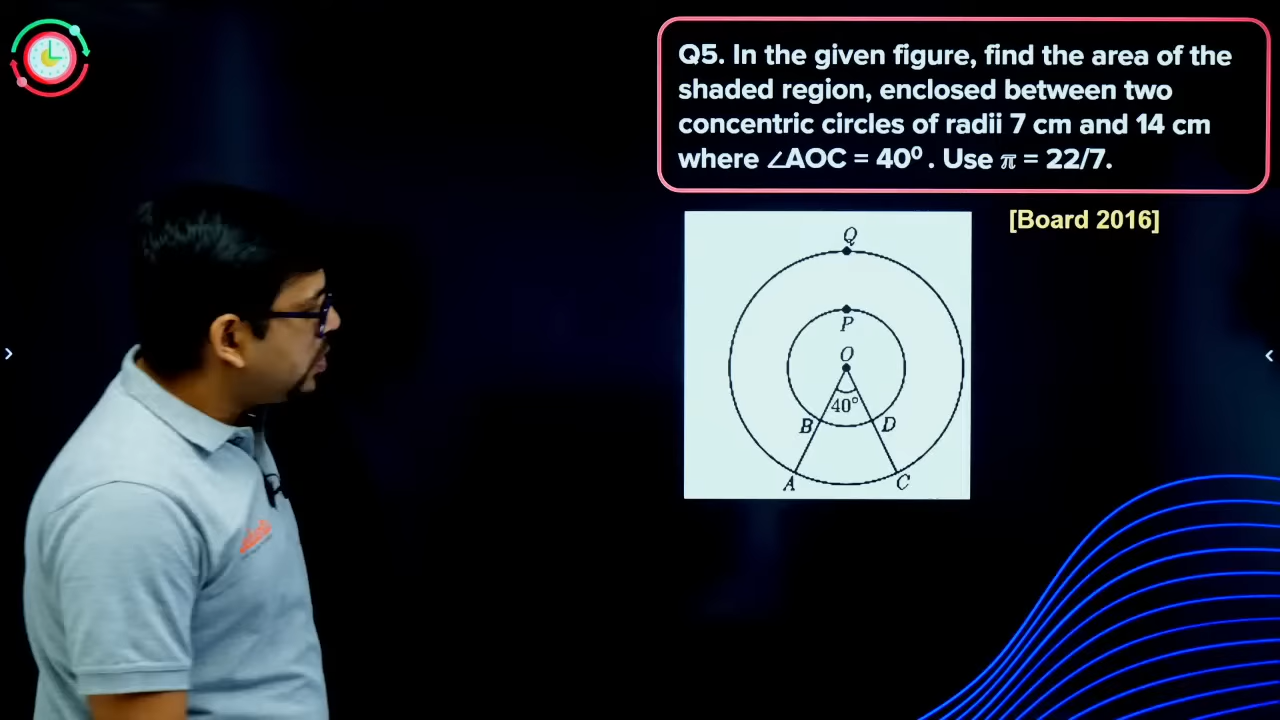 Q5. In the given figure, find the area of the
shaded region, enclosed between two
concentric circles of radii 7 cm and 14 cm
where ∠AOC = 40⁰ . Use π = 22/7.
[Board 2016]
Q
P
O
40°
B
D
A
C